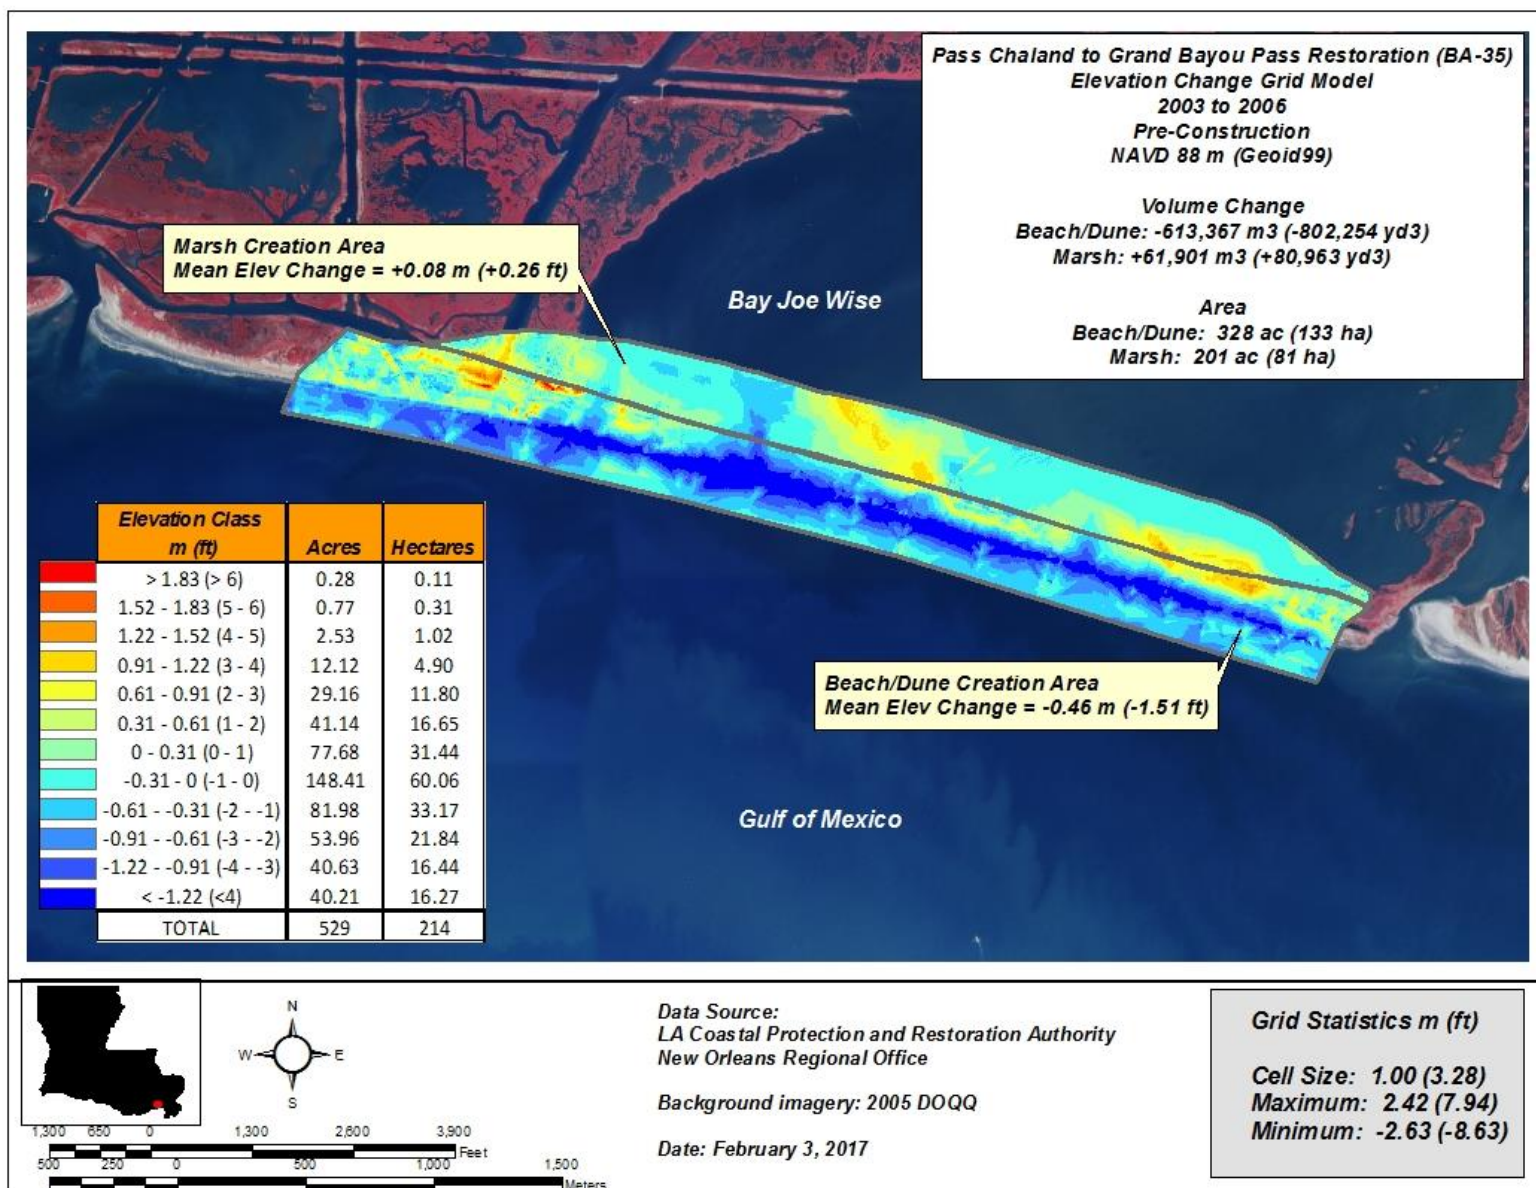 Pass Chaland to Grand Bayou Pass Restoration (BA-35)
Elevation Change Grid Model
2003 to 2006
Pre-Construction
NAVD 88 m (Geoid99)
Volume Change
Beach/Dune: -613,367 m3 (-802,254 yd3)
Marsh: +61,901 m3 (+80,963 yd3)
Area
Beach/Dune: 328 ac (133 ha)
Marsh: 201 ac (81 ha)
Marsh Creation Area
Mean Elev Change = +0.08 m (+0.26 ft)
Bay Joe Wise
Beach/Dune Creation Area
Mean Elev Change = -0.46 m (-1.51 ft)
Gulf of Mexico
Elevation Class
m (ft) Acres Hectares
> 1.83 (> 6) 0.28 0.11
1.52 - 1.83 (5 - 6) 0.77 0.31
1.22 - 1.52 (4 - 5) 2.53 1.02
0.91 - 1.22 (3 - 4) 12.12 4.90
0.61 - 0.91 (2 - 3) 29.16 11.80
0.31 - 0.61 (1 - 2) 41.14 16.65
0 - 0.31 (0 - 1) 77.68 31.44
-0.31 - 0 (-1 - 0) 148.41 60.06
-0.61 - -0.31 (-2 - -1) 81.98 33.17
-0.91 - -0.61 (-3 - -2) 53.96 21.84
-1.22 - -0.91 (-4 - -3) 40.63 16.44
< -1.22 (<4) 40.21 16.27
TOTAL 529 214
N
W E
S
1,300 650 0 1,300 2,600 3,900
Feet
500 250 0 500 1,000 1,500
Meters
Data Source:
LA Coastal Protection and Restoration Authority
New Orleans Regional Office
Background imagery: 2005 DOQQ
Date: February 3, 2017
Grid Statistics m (ft)
Cell Size: 1.00 (3.28)
Maximum: 2.42 (7.94)
Minimum: -2.63 (-8.63)